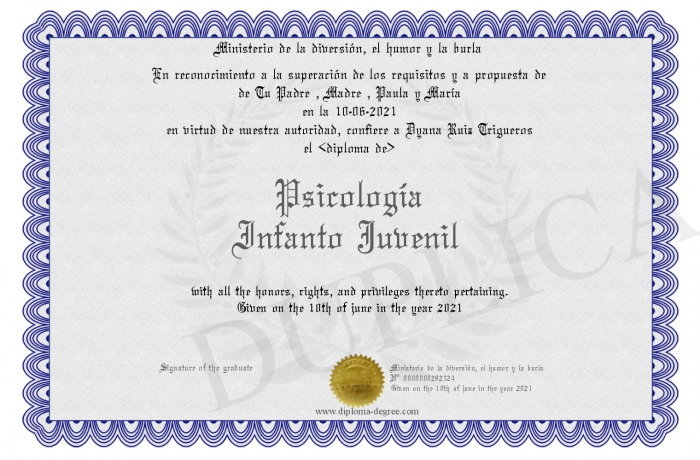 Ministerio de la diversión, el humor y la burla
En reconocimiento a la superación de los requisitos y a propuesta de
de Tu Padre , Madre , Paula y María
en la 10-06-2021
en virtud de nuestra autoridad, confiere a Dyana Ruiz Trigueros
el <diploma de>
Psicología
Infanto Juvenil
with all the honors, rights, and privileges thereto pertaining.
Given on the 10th of june in the year 2021
DUPLICA
Signature of the graduate
Ministerio de la diversión, el humor y la burla
Nº 0000000282324
Given on the 10th of june in the year 2021
www.diploma-degree.com